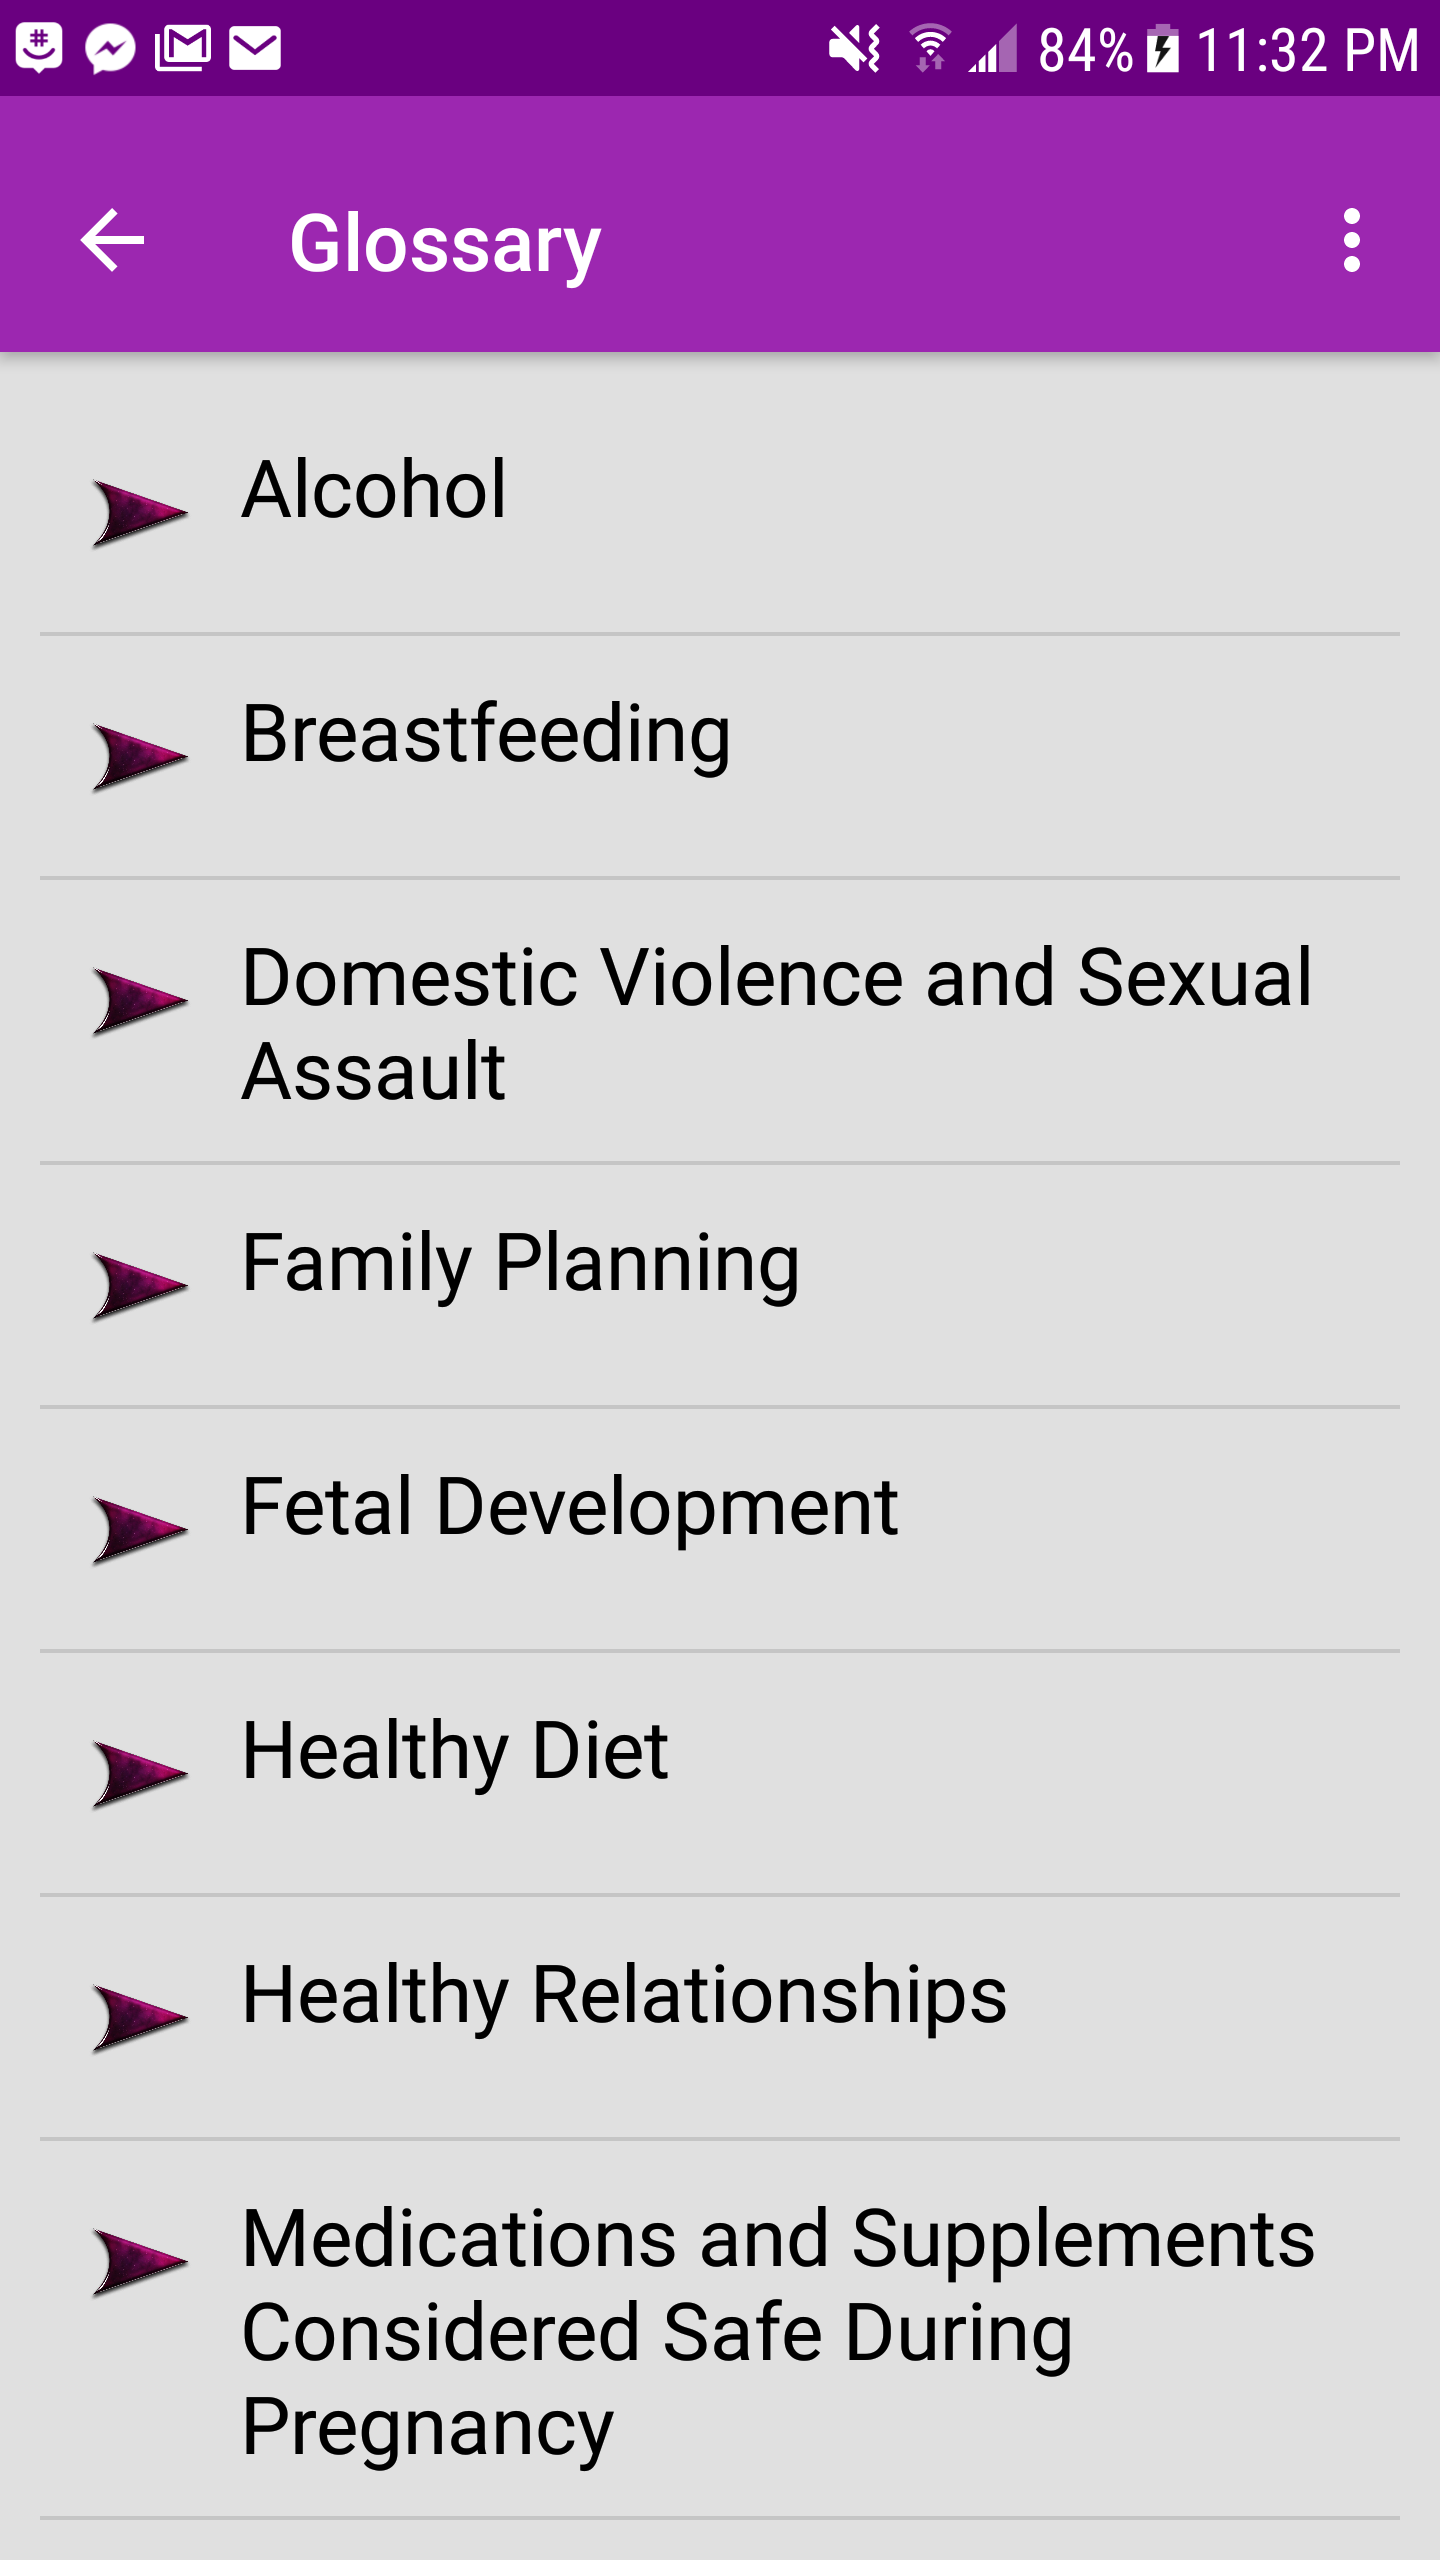 84% 11:32 PM
Glossary
Alcohol
Breastfeeding
Domestic Violence and Sexual
Assault
Family Planning
Fetal Development
Healthy Diet
Healthy Relationships
Medications and Supplements
Considered Safe During
Pregnancy